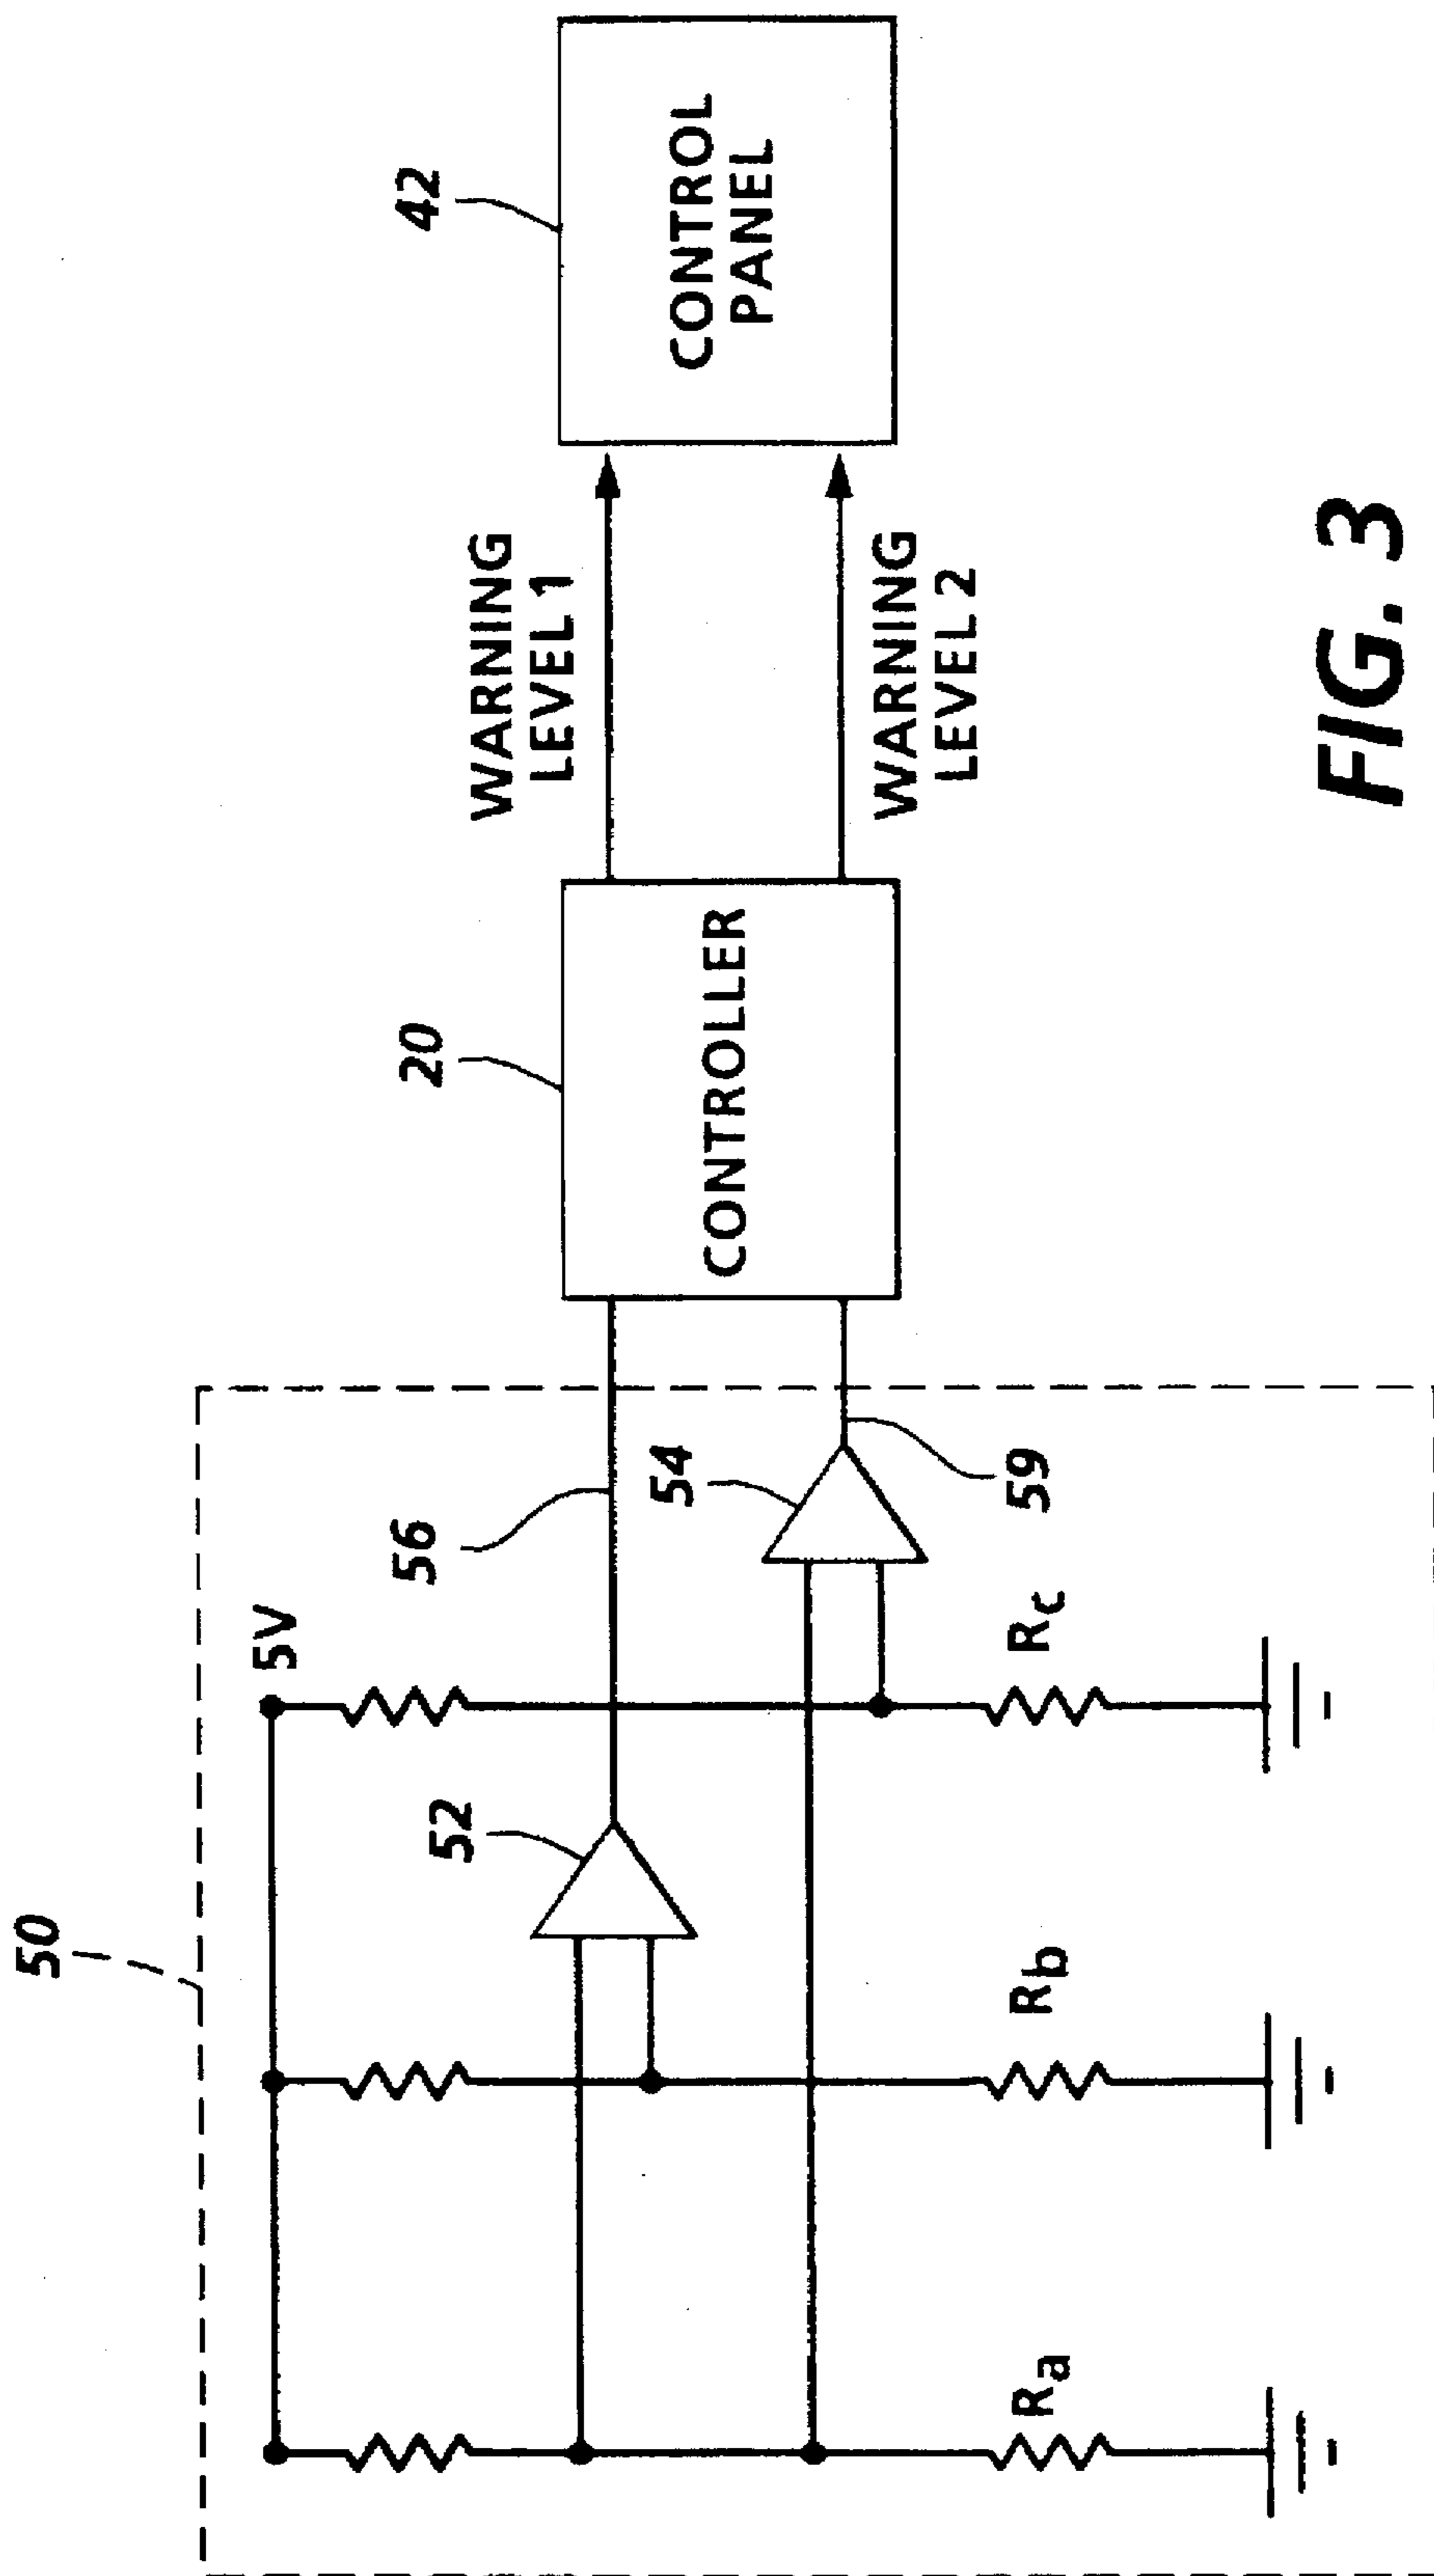 50
5V
52
56
54
59
Ra
Rb
Rc
20
CONTROLLER
WARNING
LEVEL 1
WARNING
LEVEL 2
42
CONTROL
PANEL
FIG. 3